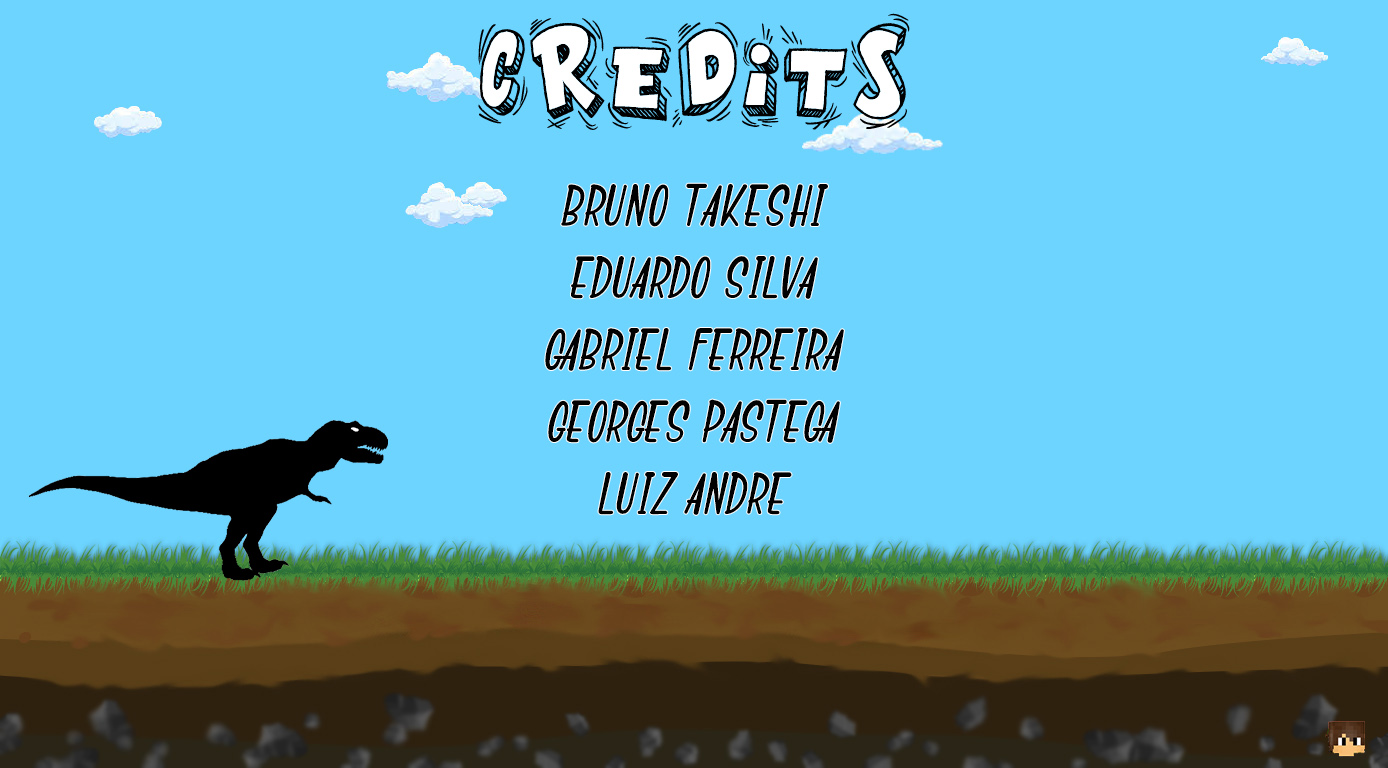 CREDiTS
BRUNO TAKESHI
EDUARDO SILVA
GABRIEL FERREIRA
GEORGES PASTEGA
LUIZ ANDRE